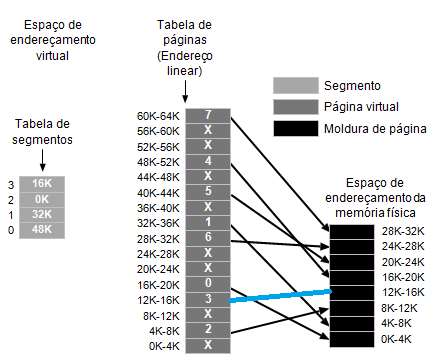 Espaço de
endereçamento
virtual
Tabela de
páginas
(Endereço
linear)
Segmento
Página virtual
Moldura de página
Tabela de
segmentos
3 16K
2 0K
1 32K
0 48K
60K-64K 7
56K-60K X
52K-56K X
48K-52K 4
44K-48K X
40K-44K 5
36K-40K X
32K-36K 1
28K-32K 6
24K-28K X
20K-24K X
16K-20K 0
12K-16K 3
8K-12K X
4K-8K 2
0K-4K X
Espaço de
endereçamento da
memória física
28K-32K
24K-28K
20K-24K
16K-20K
12K-16K
8K-12K
4K-8K
0K-4K